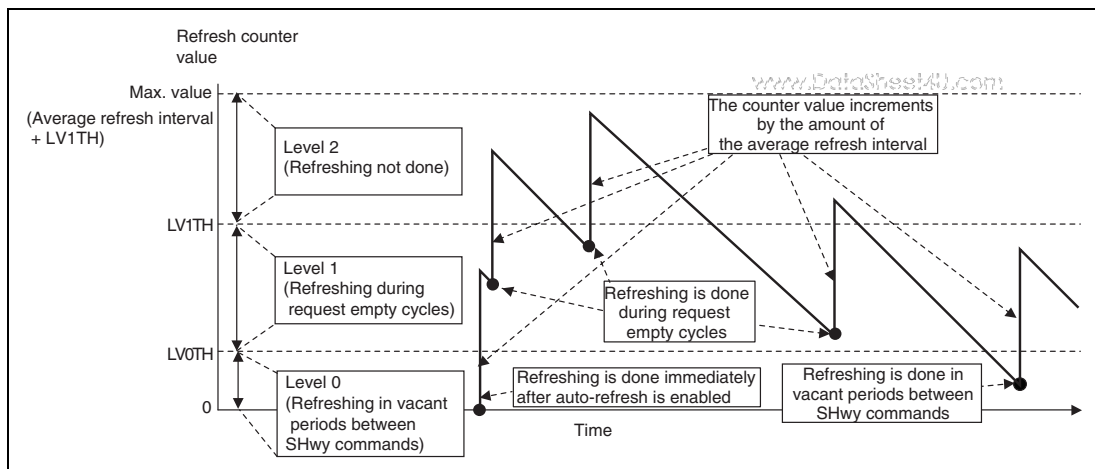 Refresh counter
value
www.DataSheet4U.com
Max. value
(Average refresh interval
+ LV1TH)
The counter value increments
by the amount of
the average refresh interval
Level 2
(Refreshing not done)
LV1TH
Level 1
(Refreshing during
request empty cycles)
Refreshing is done
during request
empty cycles
LV0TH
Level 0
(Refreshing in vacant
periods between
SHwy commands)
Refreshing is done immediately
after auto-refresh is enabled
Refreshing is done in
vacant periods between
SHwy commands
0
Time